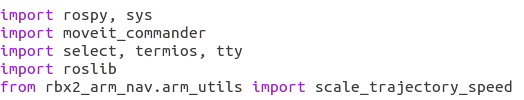 import rospy, sys
import moveit_commander
import select, termios, tty
import roslib
from rbx2_arm_nav.arm_utils import scale_trajectory_speed